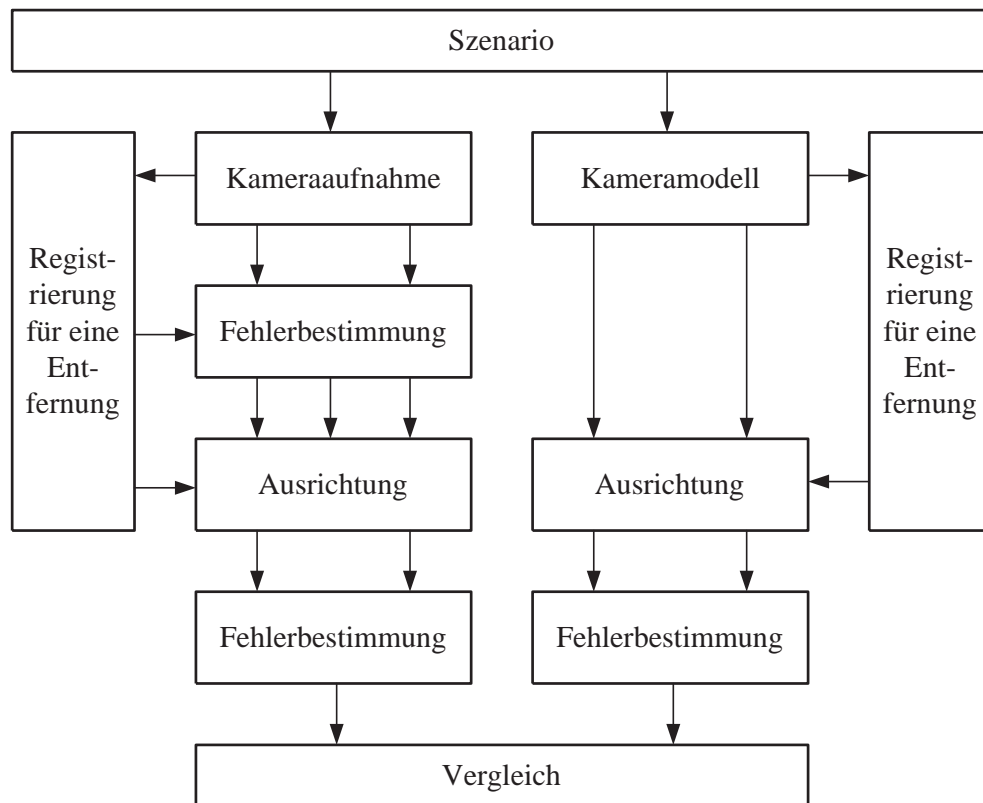 Szenario
Kameraaufnahme
Kameramodell
Regist-
rierung
für eine
Ent-
fernung
Regist-
rierung
für eine
Ent-
fernung
Fehlerbestimmung
Ausrichtung
Ausrichtung
Fehlerbestimmung
Fehlerbestimmung
Vergleich